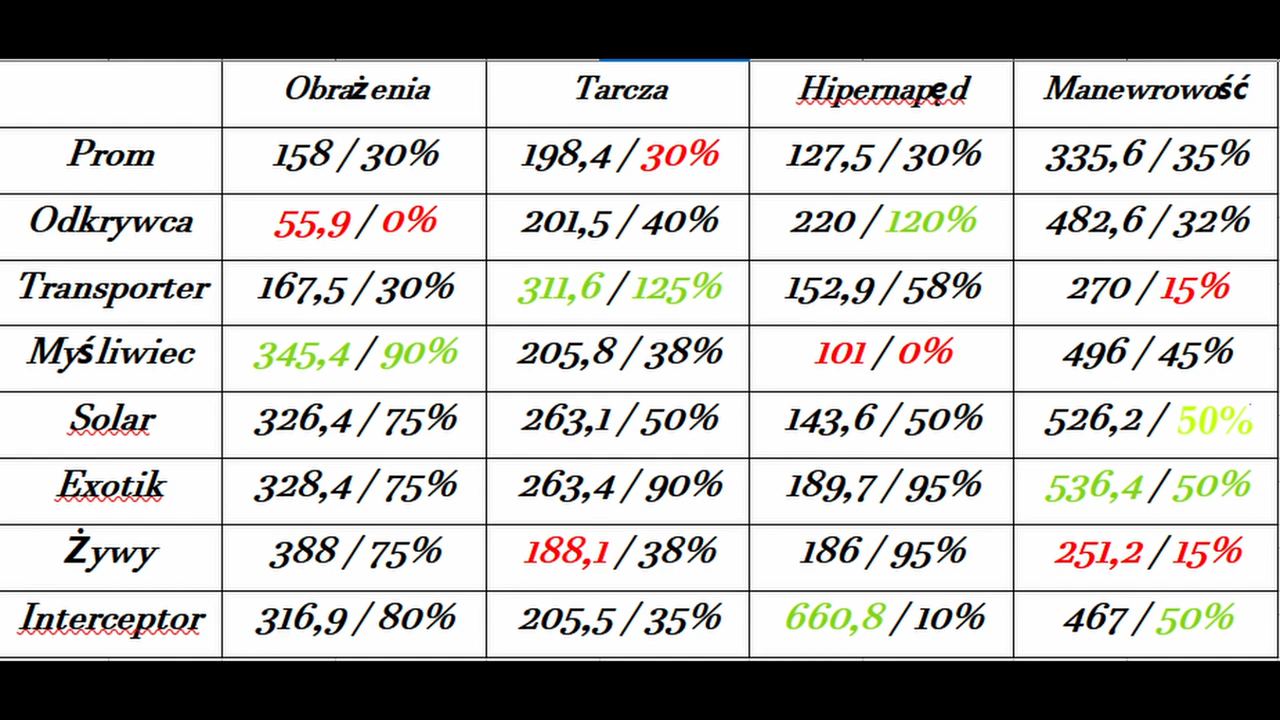 Obrażenia Tarcza Hipernapęd Manewrowość
Prom 158 / 30% 198,4 / 30% 127,5 / 30% 335,6 / 35%
Odkrywca 55,9 / 0% 201,5 / 40% 220 / 120% 482,6 / 32%
Transporter 167,5 / 30% 311,6 / 125% 152,9 / 58% 270 / 15%
Myśliwiec 345,4 / 90% 205,8 / 38% 101 / 0% 496 / 45%
Solar 326,4 / 75% 263,1 / 50% 143,6 / 50% 526,2 / 50%
Exotik 328,4 / 75% 263,4 / 90% 189,7 / 95% 536,4 / 50%
Żywy 388 / 75% 188,1 / 38% 186 / 95% 251,2 / 15%
Interceptor 316,9 / 80% 205,5 / 35% 660,8 / 10% 467 / 50%